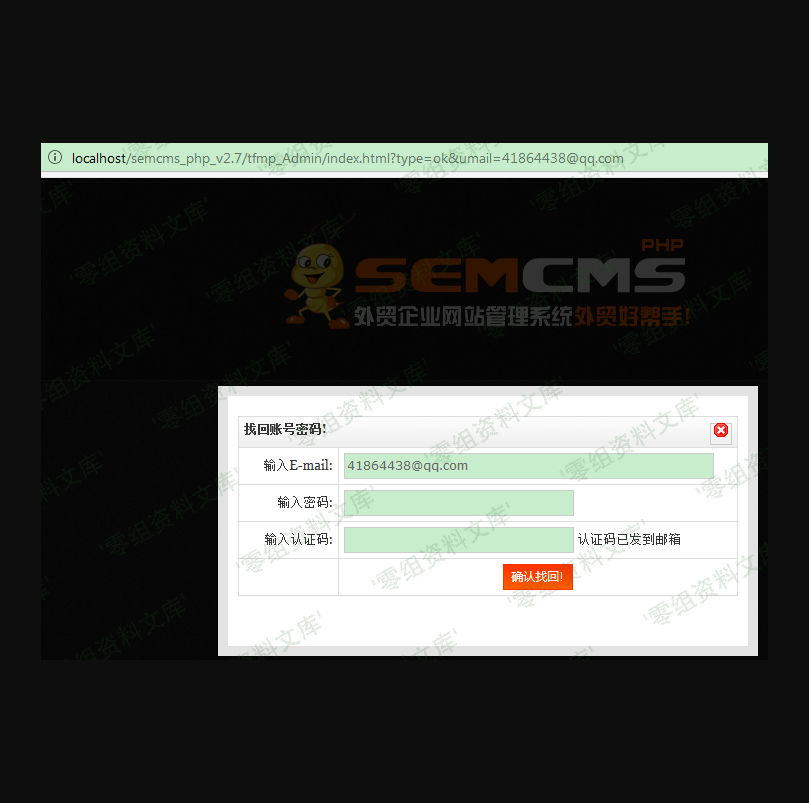 localhost/semcms_php_v2.7/tfmp_Admin/index.html?type=ok&umail=41864438@qq.com
PHP
SEMCMS
外贸企业网站管理系统外贸好帮手!
找回账号密码!
输入E-mail: 41864438@qq.com
输入密码:
输入认证码: 认证码已发到邮箱
确认找回!
'零组资料文库'